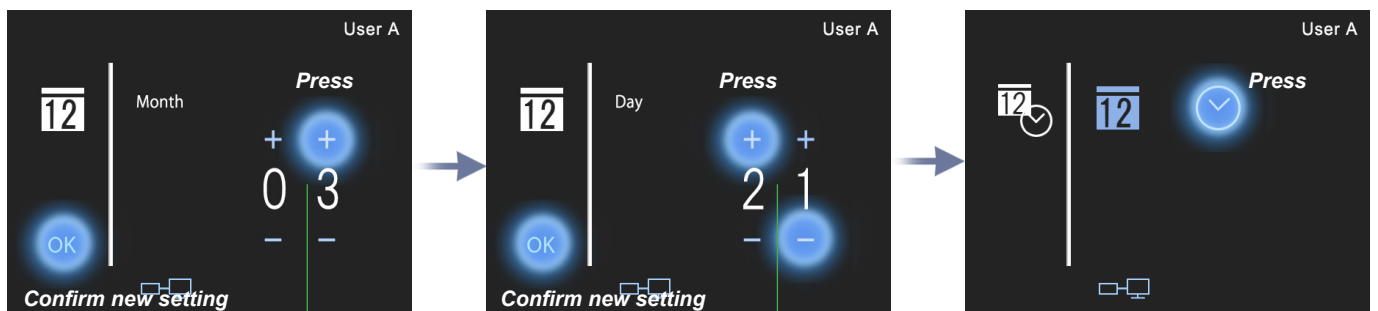 User A
Press
12
Month
+ +
0 3
OK
- -
Confirm new setting
User A
Press
12
Day
+ +
2 1
OK
- -
Confirm new setting
User A
Press
12
12